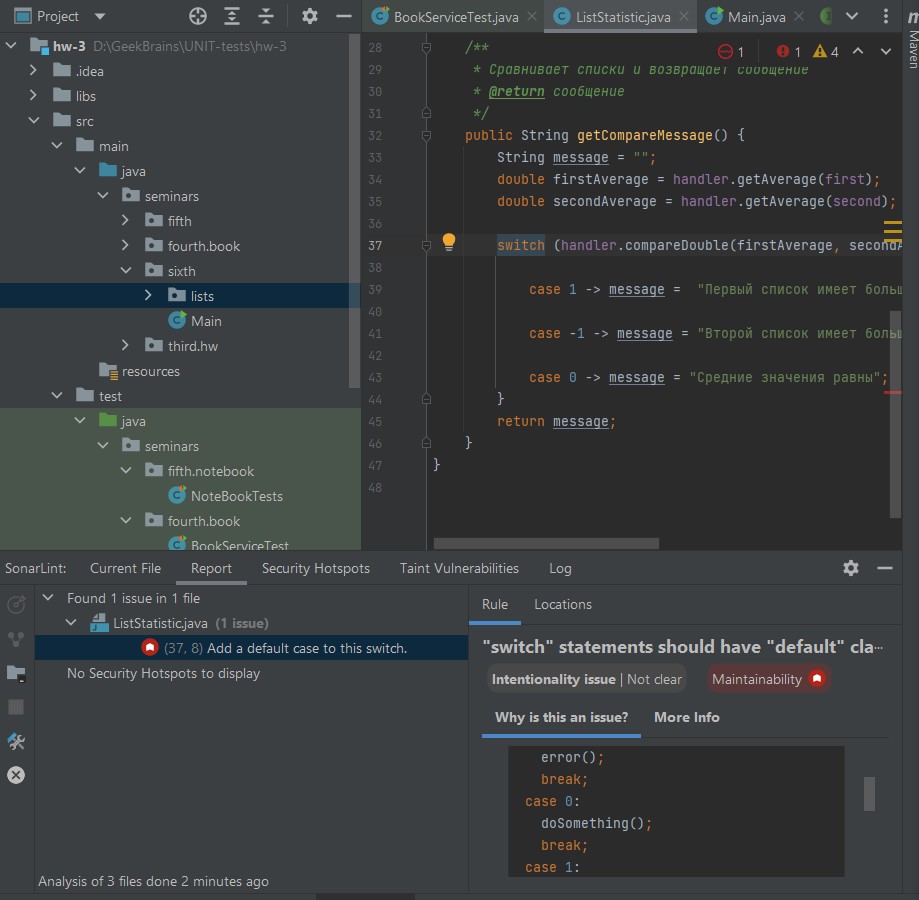 Project
hw-3 D:\GeekBrains\UNIT-tests\hw-3
.idea
libs
src
main
java
seminars
fifth
fourth.book
sixth
lists
Main
third.hw
resources
test
java
seminars
fifth.notebook
NoteBookTests
fourth.book
BookServiceTest
BookServiceTest.java
ListStatistic.java
Main.java
Maven
1 1 4
28 /**
29 * Сравнивает списки и возвращает сообщение
30 * @return сообщение
31 */
32 public String getCompareMessage() {
33 String message = "";
34 double firstAverage = handler.getAverage(first);
35 double secondAverage = handler.getAverage(second);
36
37 switch (handler.compareDouble(firstAverage, second
38
39 case 1 -> message = "Первый список имеет боль
40
41 case -1 -> message = "Второй список имеет боль
42
43 case 0 -> message = "Средние значения равны";
44 }
45 return message;
46 }
47 }
48
SonarLint: Current File Report Security Hotspots Taint Vulnerabilities Log
Found 1 issue in 1 file
ListStatistic.java (1 issue)
(37, 8) Add a default case to this switch.
No Security Hotspots to display
Analysis of 3 files done 2 minutes ago
Rule Locations
"switch" statements should have "default" cla...
Intentionality issue | Not clear Maintainability
Why is this an issue? More Info
error();
break;
case 0:
doSomething();
break;
case 1: